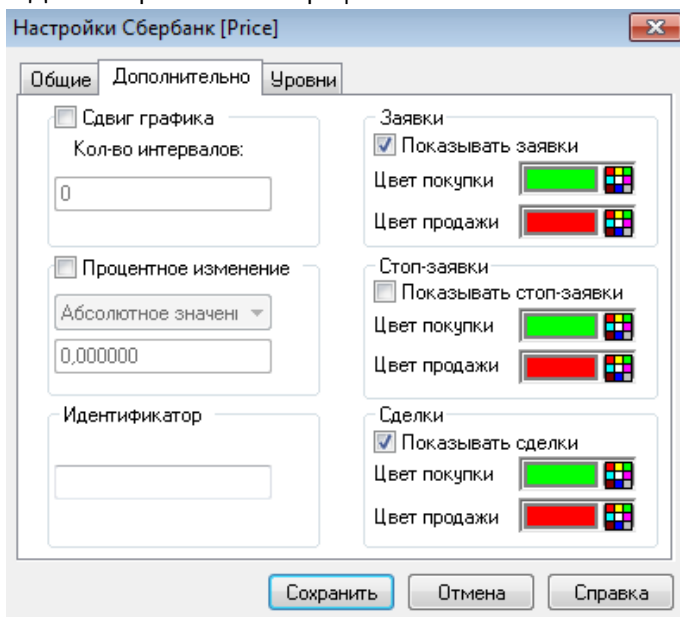 Настройки Сбербанк [Price]
Общие Дополнительно Уровни
Сдвиг графика
Кол-во интервалов:
0
Процентное изменение
Абсолютное значени
0,000000
Идентификатор
Заявки
Показывать заявки
Цвет покупки
Цвет продажи
Стоп-заявки
Показывать стоп-заявки
Цвет покупки
Цвет продажи
Сделки
Показывать сделки
Цвет покупки
Цвет продажи
Сохранить Отмена Справка